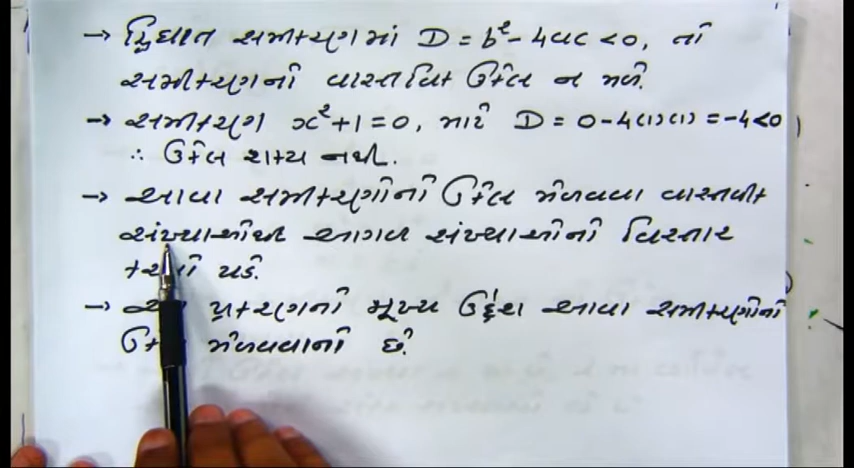 → દ્વિઘાત સમીકરણમાં D = b² - 4ac < 0, તો
સમીકરણનો વાસ્તવિક ઉકેલ ન મળે.
→ સમીકરણ x² + 1 = 0, માટે D = 0 - 4(1)(1) = -4 < 0
∴ ઉકેલ શક્ય નથી.
→ આવા સમીકરણોનો ઉકેલ મેળવવા વાસ્તવીક
સંખ્યાઓથી આગળ સંખ્યાઓનો વિસ્તાર
પડે.
→ પ્રકરણનો મૂખ્ય ઉદ્દેશ આવા સમીકરણોનો
મેળવવાનો છે.